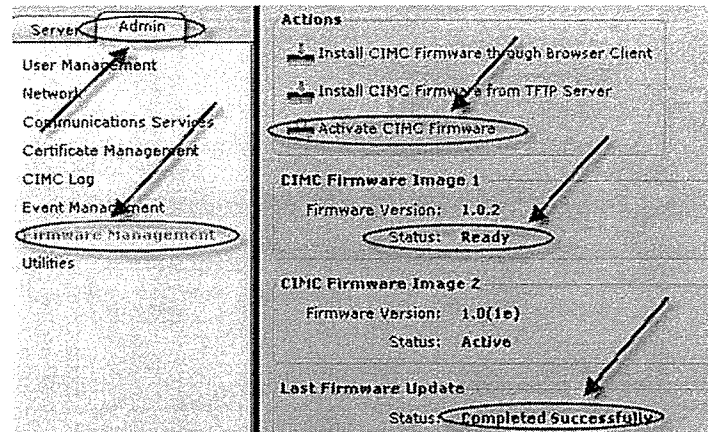 Server
Admin
User Management
Network
Communications Services
Certificate Management
CIMC Log
Event Management
Firmware Management
Utilities
Actions
Install CIMC Firmware through Browser Client
Install CIMC Firmware from TFTP Server
Activate CIMC Firmware
CIMC Firmware Image 1
Firmware Version: 1.0.2
Status: Ready
CIMC Firmware Image 2
Firmware Version: 1.0(1e)
Status: Active
Last Firmware Update
Status: Completed Successfully